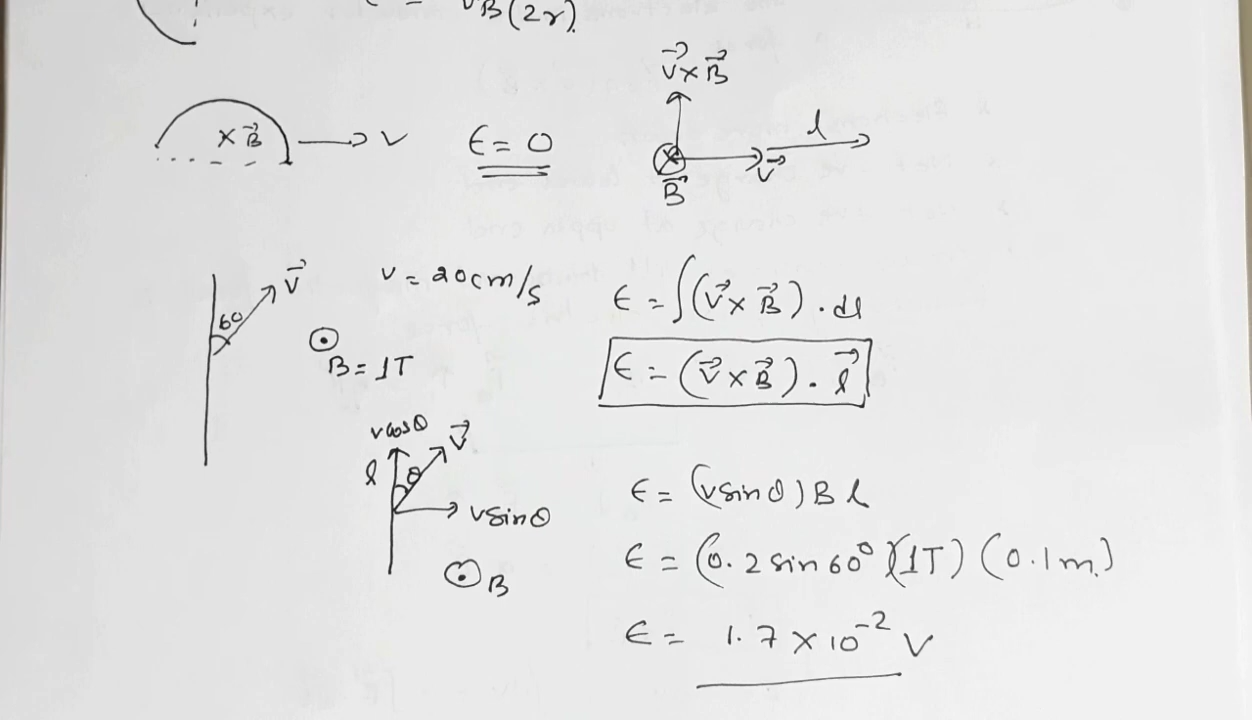 vB(2r).
v⃗×B⃗
×B⃗ v ε = 0 l
v⃗
B⃗
v⃗ v = 20cm/s ε = ∫(v⃗ × B⃗).dl
60
B = 1T ε = (v⃗ × B⃗). l⃗
vcosθ v⃗
l θ ε = (vsinθ) B l
vsinθ
ε = (0.2 sin 60° )(1T) (0.1m)
B
ε = 1.7 × 10⁻² V